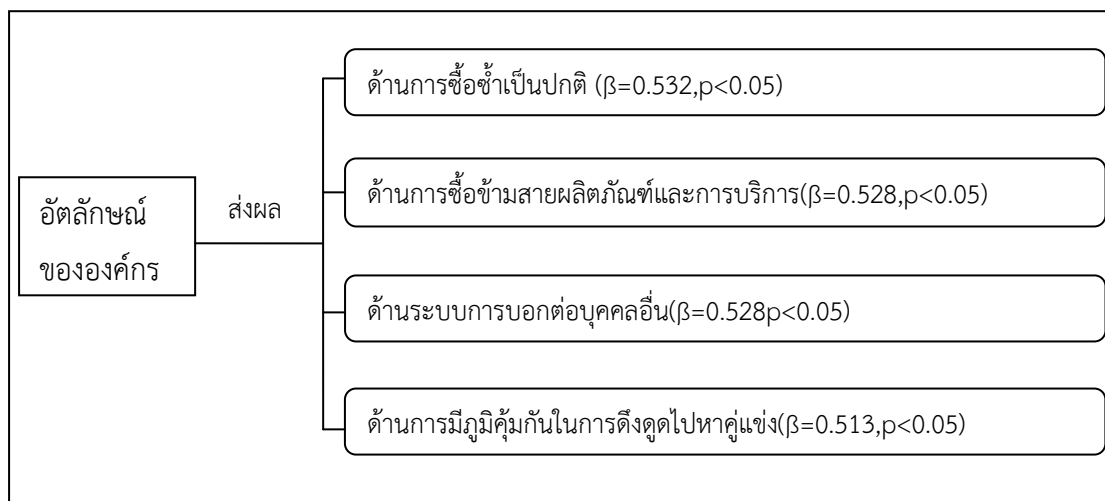 ด้านการซื้อซ้ำเป็นปกติ (β=0.532,p<0.05)
ด้านการซื้อข้ามสายผลิตภัณฑ์และการบริการ(β=0.528,p<0.05)
อัตลักษณ์
ขององค์กร
ส่งผล
ด้านระบบการบอกต่อบุคคลอื่น(β=0.528p<0.05)
ด้านการมีภูมิคุ้มกันในการดึงดูดไปหาคู่แข่ง(β=0.513,p<0.05)